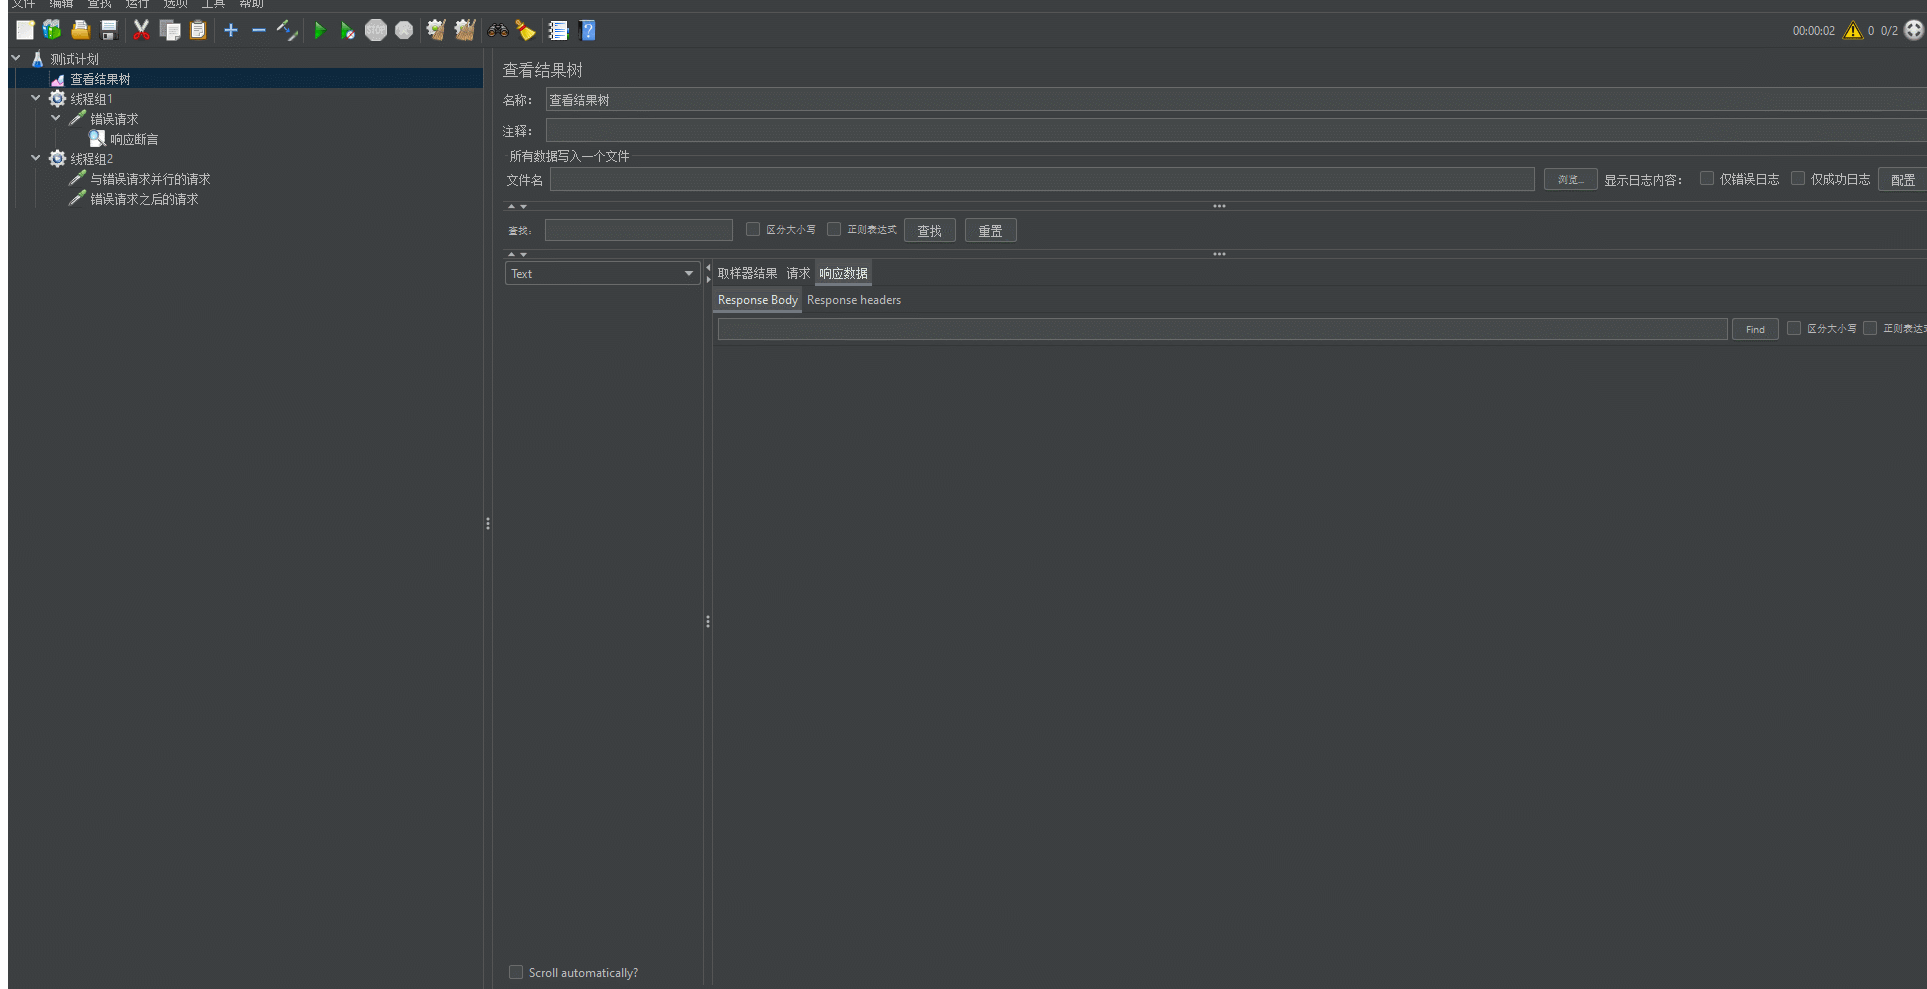 文件 编辑 查找 运行 选项 工具 帮助
STOP
00:00:02 0 0/2
测试计划
查看结果树
线程组1
错误请求
响应断言
线程组2
与错误请求并行的请求
错误请求之后的请求
查看结果树
名称: 查看结果树
注释:
所有数据写入一个文件
文件名 浏览... 显示日志内容: 仅错误日志 仅成功日志 配置
查找: 区分大小写 正则表达式 查找 重置
Text
取样器结果 请求 响应数据
Response Body Response headers
Find 区分大小写 正则表达式
Scroll automatically?